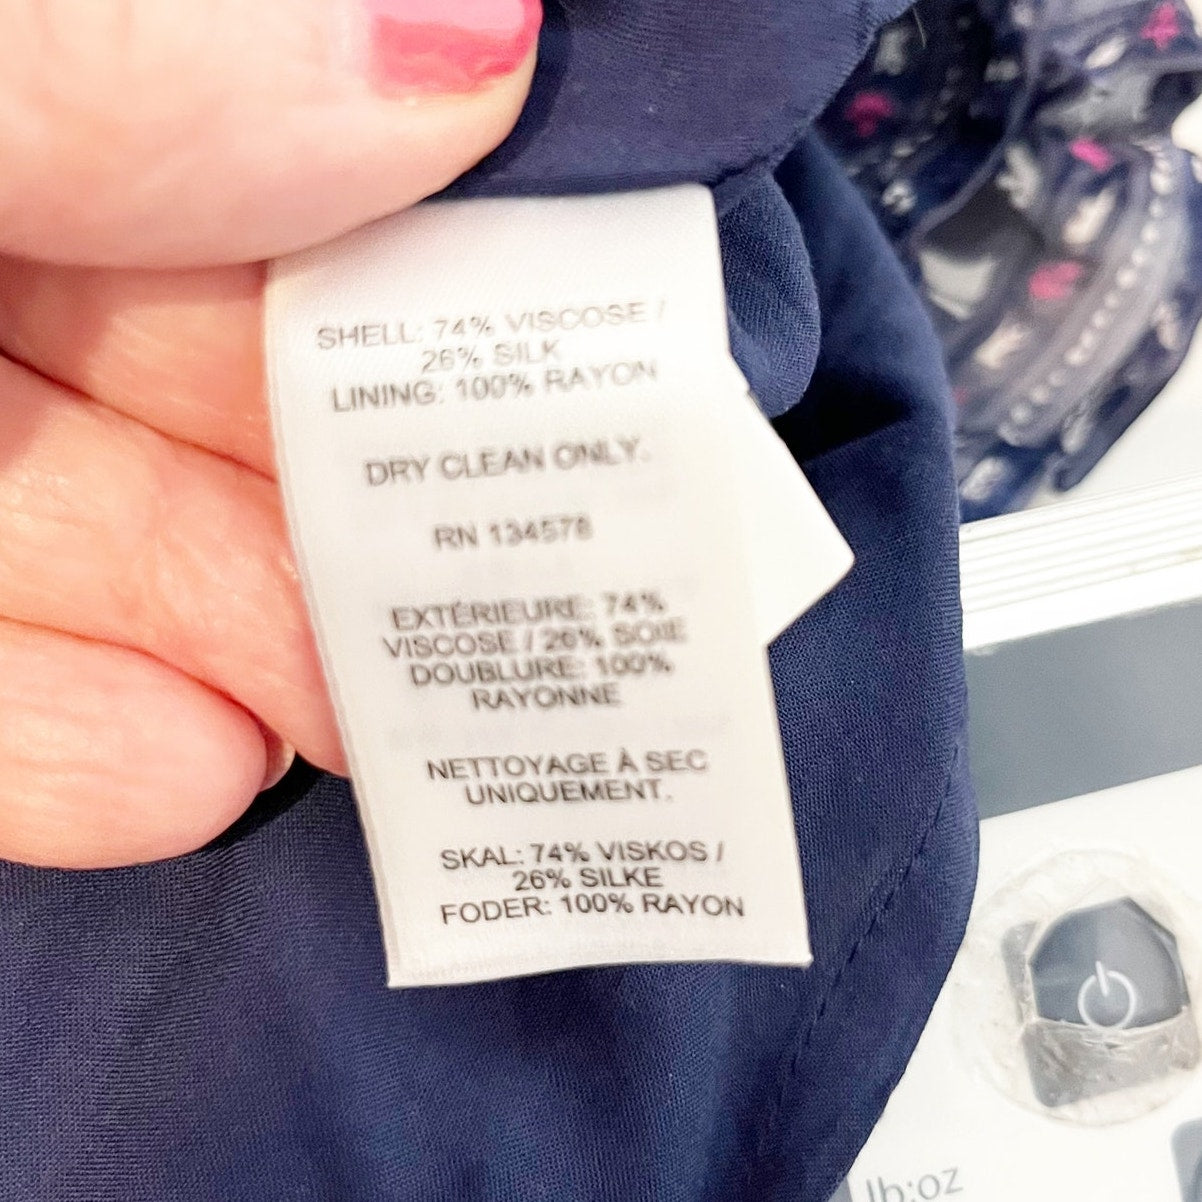 SHELL: 74% VISCOSE /
26% SILK
LINING: 100% RAYON
DRY CLEAN ONLY.
RN 134578
EXTÉRIEURE: 74%
VISCOSE / 26% SOIE
DOUBLURE: 100%
RAYONNE
NETTOYAGE À SEC
UNIQUEMENT.
SKAL: 74% VISKOS /
26% SILKE
FODER: 100% RAYON
lb:oz